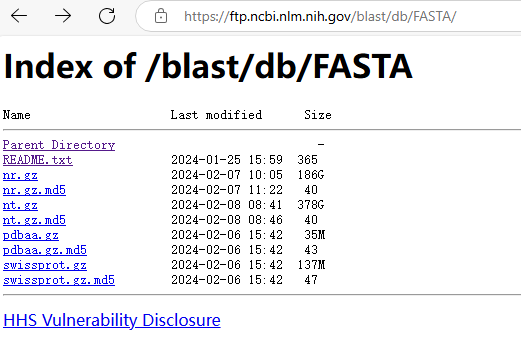 https://ftp.ncbi.nlm.nih.gov/blast/db/FASTA/
Index of /blast/db/FASTA
Name Last modified Size
Parent Directory -
README.txt 2024-01-25 15:59 365
nr.gz 2024-02-07 10:05 186G
nr.gz.md5 2024-02-07 11:22 40
nt.gz 2024-02-08 08:41 378G
nt.gz.md5 2024-02-08 08:46 40
pdbaa.gz 2024-02-06 15:42 35M
pdbaa.gz.md5 2024-02-06 15:42 43
swissprot.gz 2024-02-06 15:42 137M
swissprot.gz.md5 2024-02-06 15:42 47
HHS Vulnerability Disclosure